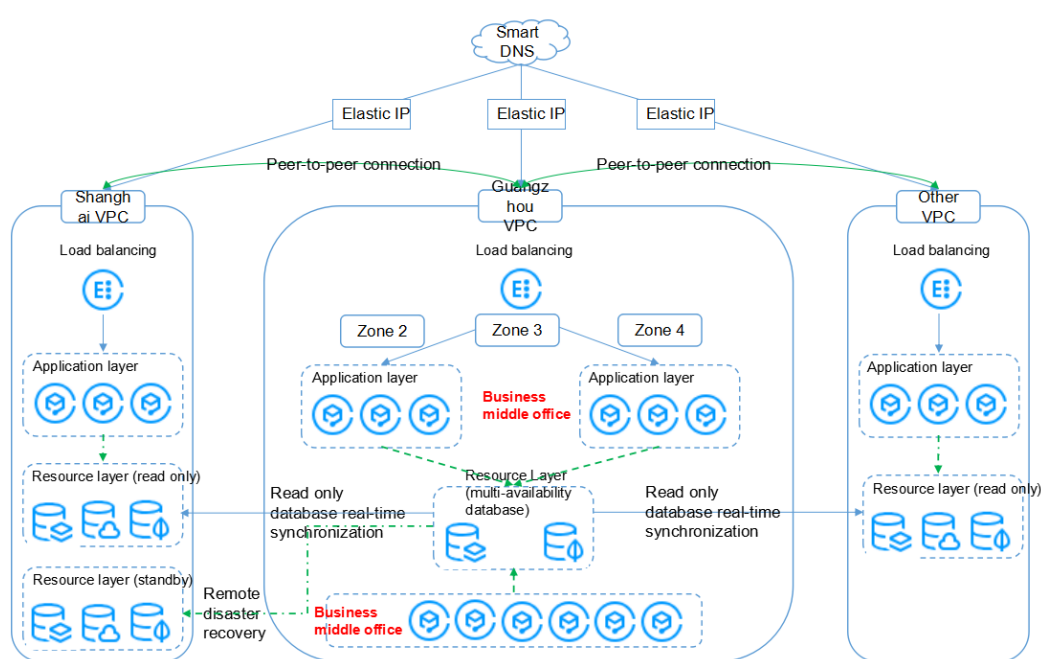 Smart
DNS
Elastic IP
Elastic IP
Elastic IP
Peer-to-peer connection
Peer-to-peer connection
Shangh
ai VPC
Guangz
hou
VPC
Other
VPC
Load balancing
Load balancing
Load balancing
Zone 2
Zone 3
Zone 4
Application layer
Application layer
Application layer
Application layer
Business
middle office
Resource layer (read only)
Resource Layer
(multi-availability
database)
Resource layer (read only)
Read only
database real-time
synchronization
Read only
database real-time
synchronization
Resource layer (standby)
Remote
disaster
recovery
Business
middle office